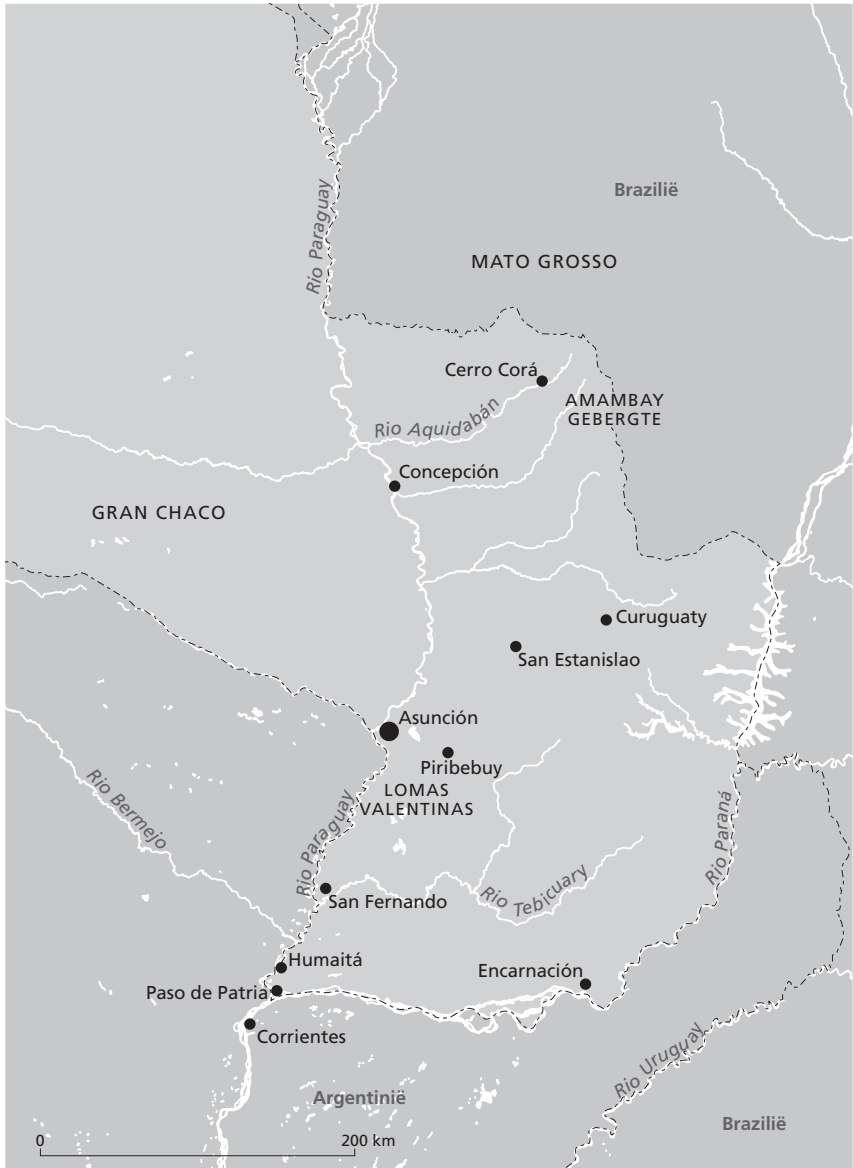 Rio Paraguay
Brazilië
MATO GROSSO
Cerro Corá
AMAMBAY
GEBERGTE
Rio Aquidabán
Concepción
GRAN CHACO
Curuguaty
San Estanislao
Asunción
Piribebuy
LOMAS
VALENTINAS
Rio Bermejo
Rio Paraguay
Rio Paraná
San Fernando
Rio Tebicuary
Humaitá
Encarnación
Paso de Patria
Corrientes
Rio Uruguay
Argentinië
Brazilië
0 200 km